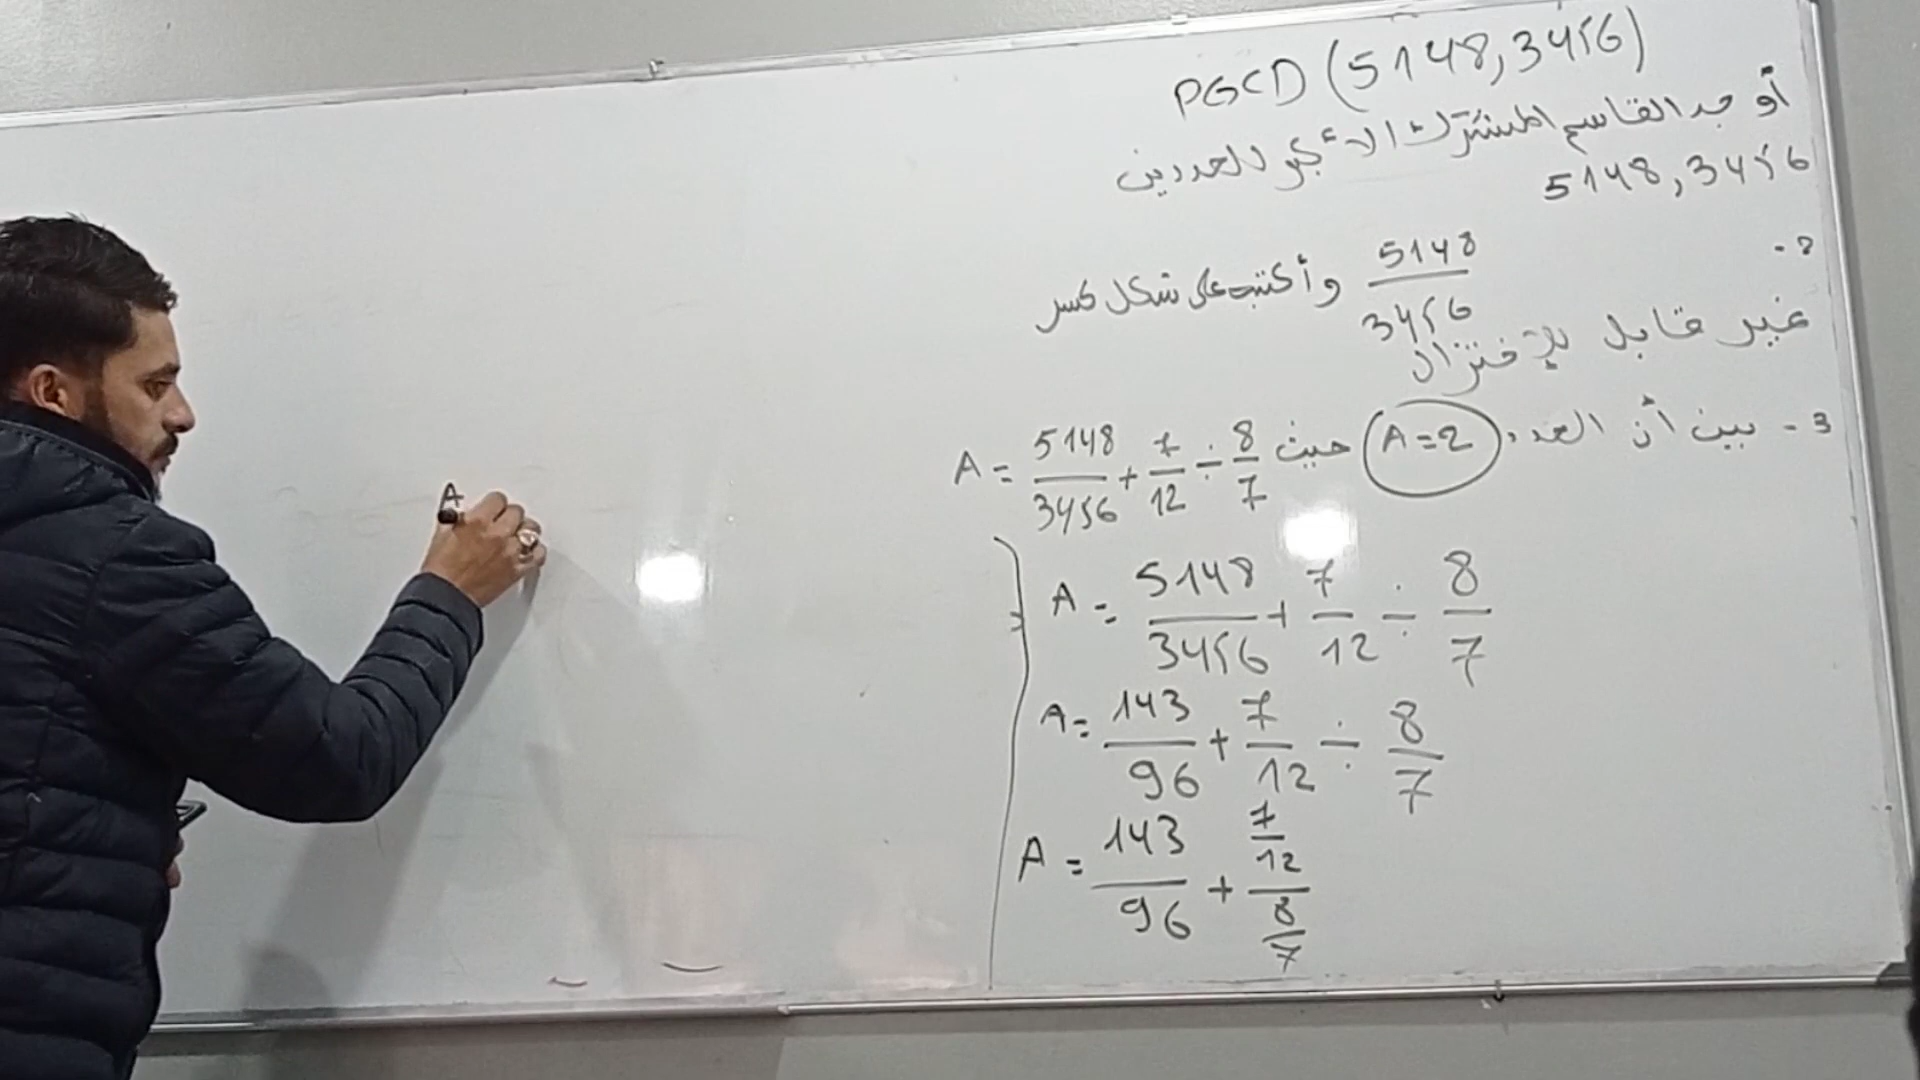 PGCD (5148,3456)
أوجد القاسم المشترك الأكبر للعددين
5148,3456
2- 5148/3456 وأكتبه على شكل كسر
غير قابل للإختزال
3- بين أن العدد A=2 حيث A = 5148/3456 + 7/12 ÷ 8/7
A = 5148/3456 + 7/12 ÷ 8/7
A = 143/96 + 7/12 ÷ 8/7
A = 143/96 + (7/12)/(8/7)
A